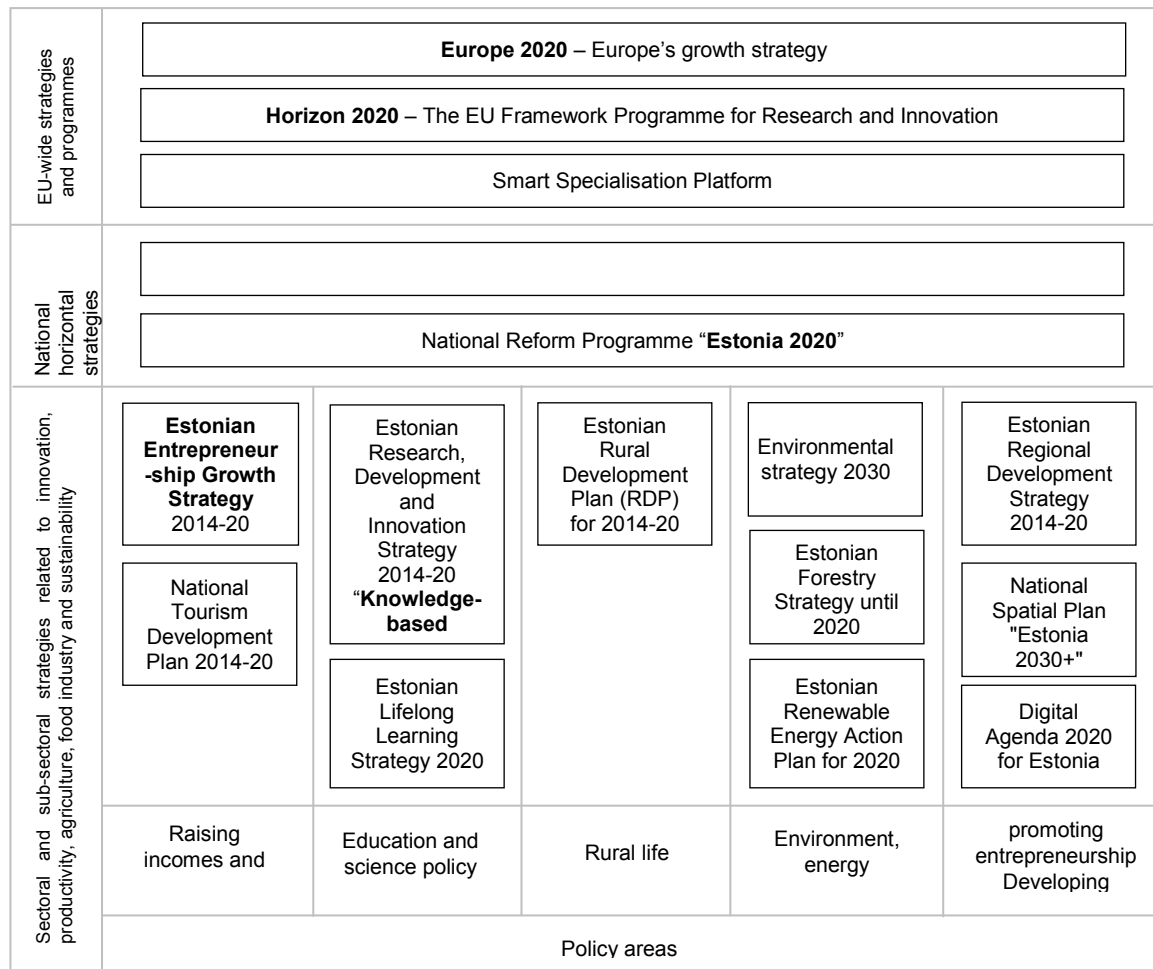 EU-wide strategies
and programmes
Europe 2020 – Europe’s growth strategy
Horizon 2020 – The EU Framework Programme for Research and Innovation
Smart Specialisation Platform
National
horizontal
strategies
National Reform Programme “Estonia 2020”
Sectoral and sub-sectoral strategies related to innovation,
productivity, agriculture, food industry and sustainability
Estonian
Entrepreneur
-ship Growth
Strategy
2014-20
National
Tourism
Development
Plan 2014-20
Estonian
Research,
Development
and
Innovation
Strategy
2014-20
“Knowledge-
based
Estonian
Lifelong
Learning
Strategy 2020
Estonian
Rural
Development
Plan (RDP)
for 2014-20
Environmental
strategy 2030
Estonian
Forestry
Strategy until
2020
Estonian
Renewable
Energy Action
Plan for 2020
Estonian
Regional
Development
Strategy
2014-20
National
Spatial Plan
"Estonia
2030+"
Digital
Agenda 2020
for Estonia
Raising
incomes and
Education and
science policy
Rural life
Environment,
energy
promoting
entrepreneurship
Developing
Policy areas